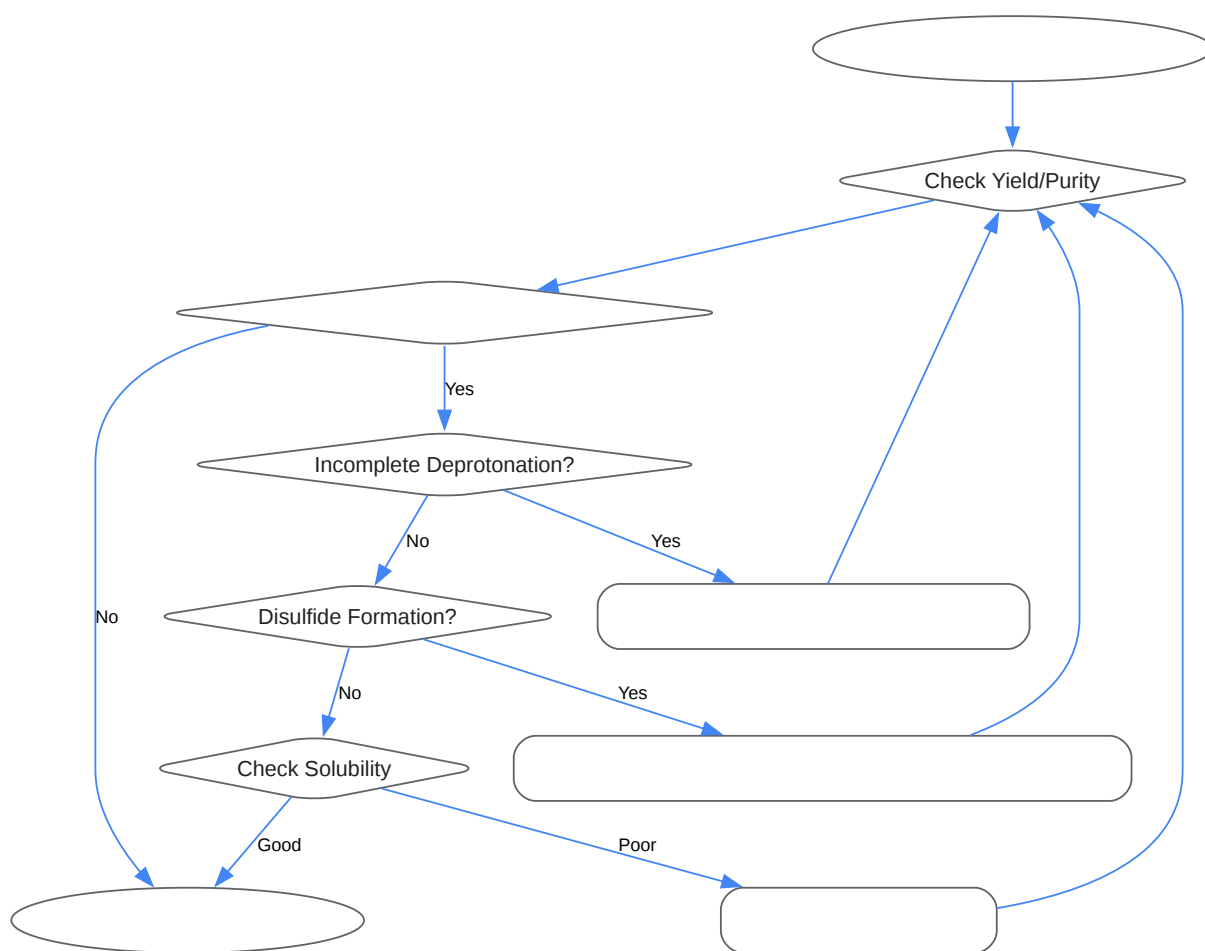 Check Yield/Purity
Yes
Incomplete Deprotonation?
No
Yes
Disulfide Formation?
No
No
Yes
Check Solubility
Good
Poor